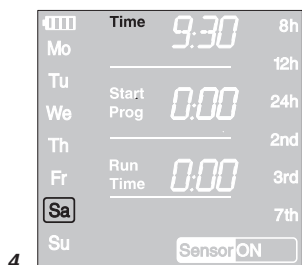 Time 9:30 8h
Mo
12h
Tu
Start Prog 0:00 24h
We
2nd
Th
Run Time 0:00 3rd
Fr
Sa 7th
Su
Sensor ON
4